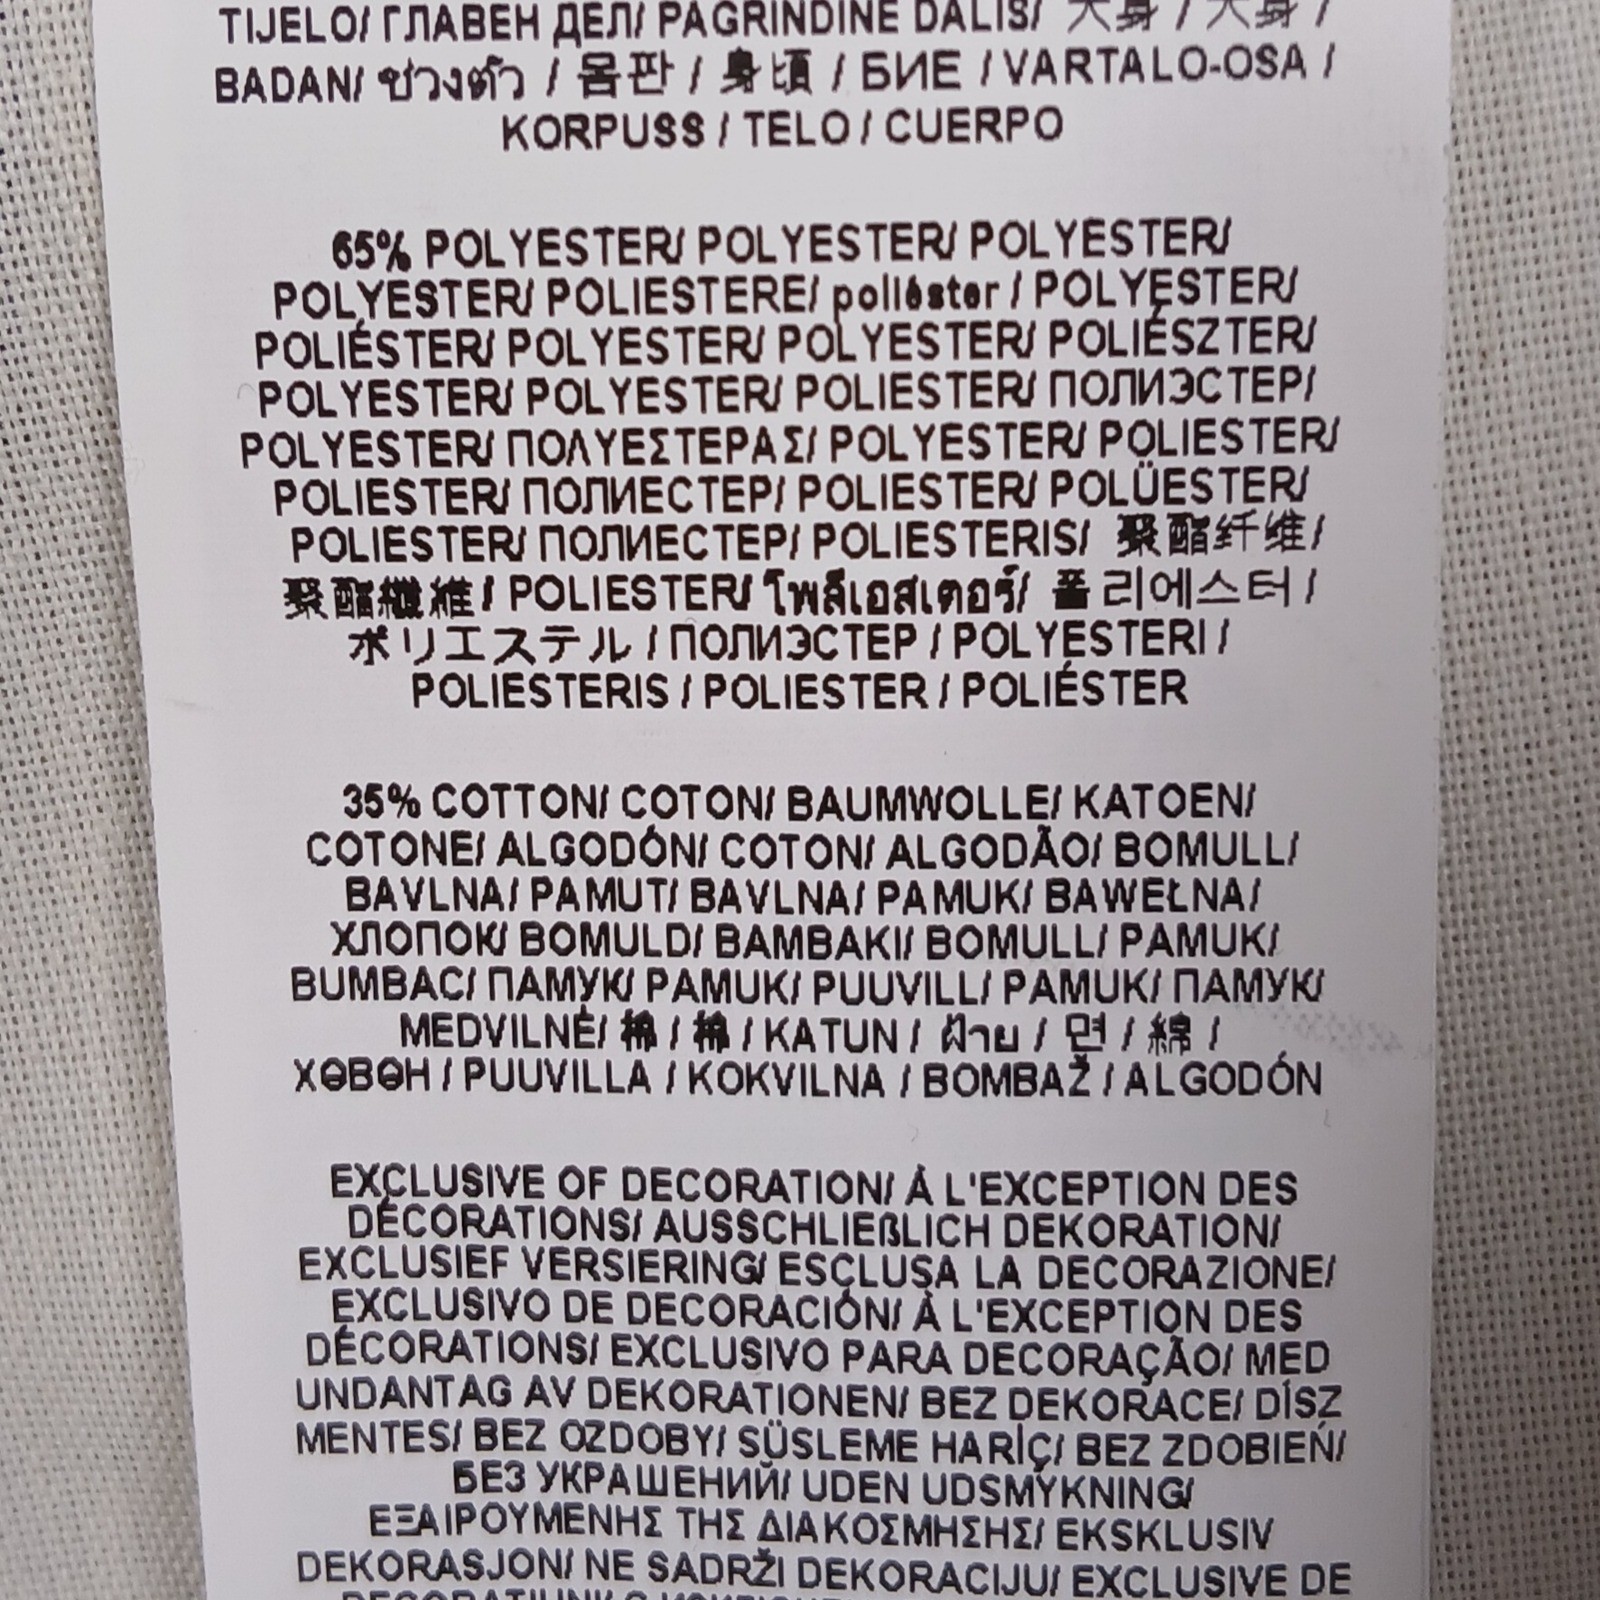 TIJELO/ ГЛАВЕН ДЕЛ/ PAGRINDINE DALIS/ 大身 / 大身 /
BADAN/ ช่วงตัว / 몸판 / 身頃 / БИЕ / VARTALO-OSA /
KORPUSS / TELO / CUERPO
65% POLYESTER/ POLYESTER/ POLYESTER/
POLYESTER/ POLIESTERE/ poliéster / POLYESTER/
POLIÉSTER/ POLYESTER/ POLYESTER/ POLIÉSZTER/
POLYESTER/ POLYESTER/ POLIESTER/ ПОЛИЭСТЕР/
POLYESTER/ ΠΟΛΥΕΣΤΕΡΑΣ/ POLYESTER/ POLIESTER/
POLIESTER/ ПОЛИЕСТЕР/ POLIESTER/ POLÜESTER/
POLIESTER/ ПОЛИЕСТЕР/ POLIESTERIS/ 聚酯纤维/
聚酯纖維/ POLIESTER/ โพลีเอสเตอร์/ 폴리에스터 /
ポリエステル / ПОЛИЭСТЕР / POLYESTERI /
POLIESTERIS / POLIESTER / POLIÉSTER
35% COTTON/ COTON/ BAUMWOLLE/ KATOEN/
COTONE/ ALGODÓN/ COTON/ ALGODÃO/ BOMULL/
BAVLNA/ PAMUT/ BAVLNA/ PAMUK/ BAWEŁNA/
ХЛОПОК/ BOMULD/ BAMBAKI/ BOMULL/ PAMUK/
BUMBAC/ ПАМУК/ PAMUK/ PUUVILL/ PAMUK/ ПАМУК/
MEDVILNĖ/ 棉 / 棉 / KATUN / ฝ้าย / 면 / 綿 /
ХӨВӨН / PUUVILLA / KOKVILNA / BOMBAŽ / ALGODÓN
EXCLUSIVE OF DECORATION/ À L'EXCEPTION DES
DÉCORATIONS/ AUSSCHLIEßLICH DEKORATION/
EXCLUSIEF VERSIERING/ ESCLUSA LA DECORAZIONE/
EXCLUSIVO DE DECORACIÓN/ À L'EXCEPTION DES
DÉCORATIONS/ EXCLUSIVO PARA DECORAÇÃO/ MED
UNDANTAG AV DEKORATIONEN/ BEZ DEKORACE/ DÍSZ
MENTES/ BEZ OZDOBY/ SÜSLEME HARİÇ/ BEZ ZDOBIEŃ/
БЕЗ УКРАШЕНИЙ/ UDEN UDSMYKNING/
ΕΞΑΙΡΟΥΜΕΝΗΣ ΤΗΣ ΔΙΑΚΟΣΜΗΣΗΣ/ EKSKLUSIV
DEKORASJON/ NE SADRŽI DEKORACIJU/ EXCLUSIVE DE